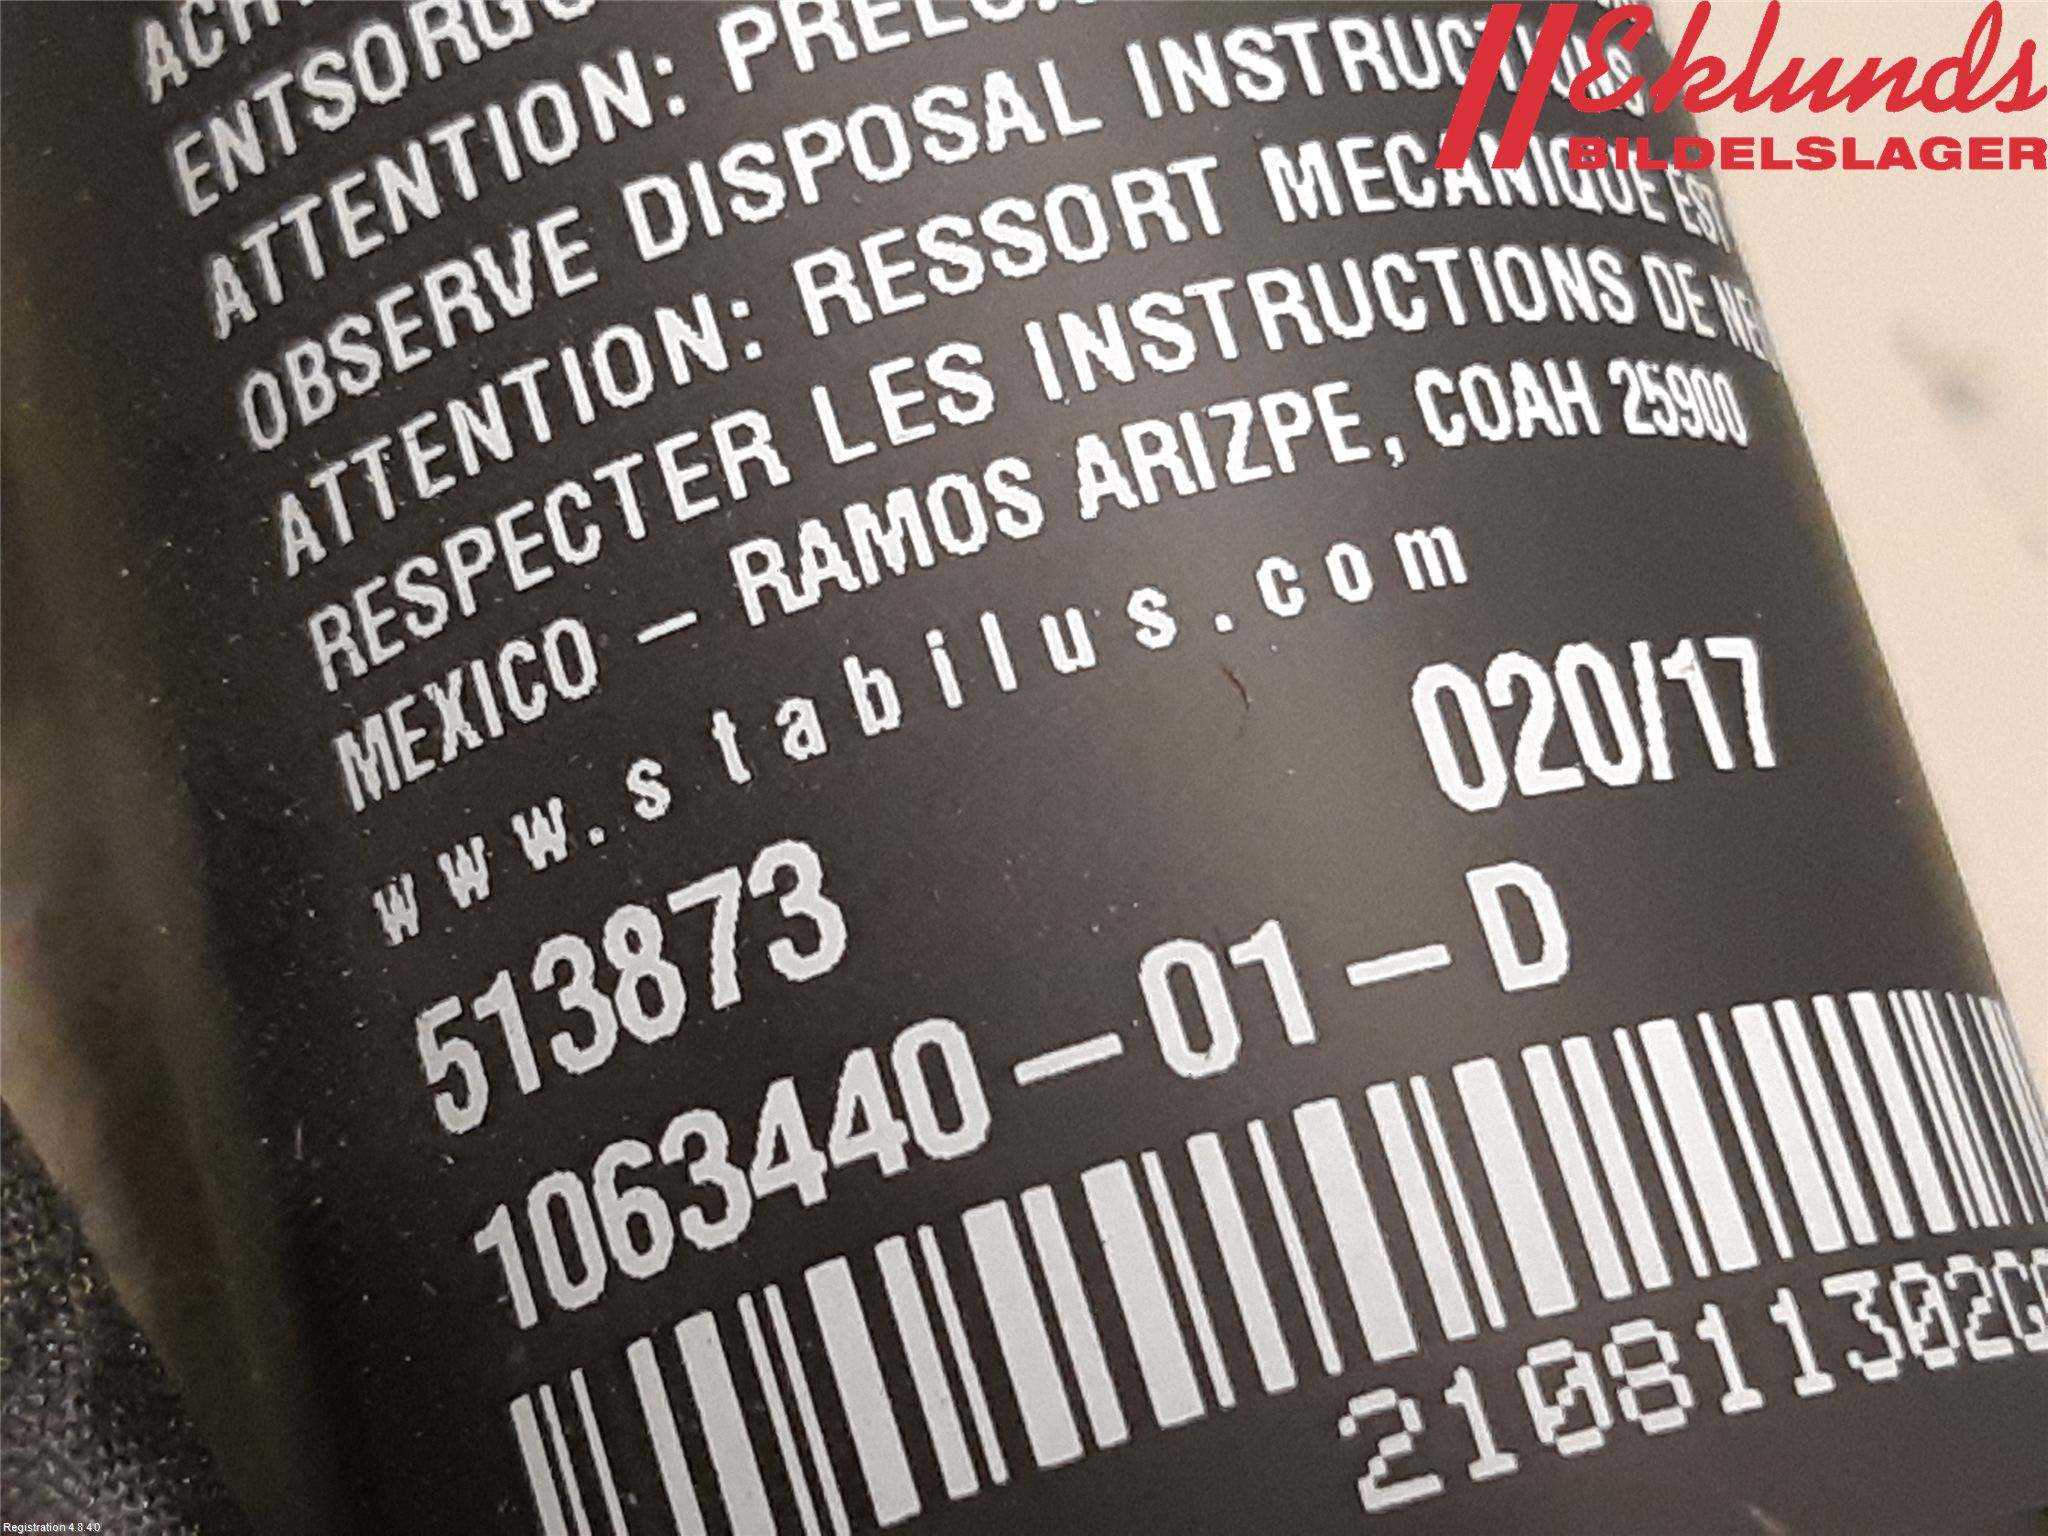 ENTSORGU
ATTENTION:
OBSERVE DISPOSAL INSTRUCTIONS
ATTENTION: RESSORT MECANIQUE EST
RESPECTER LES INSTRUCTIONS DE
MEXICO – RAMOS ARIZPE, COAH 25900
www.stabilus.com
020/17
513873
1063440-01-D
210811302
Eklunds
BILDELSLAGER
Registration 4.8.4.0